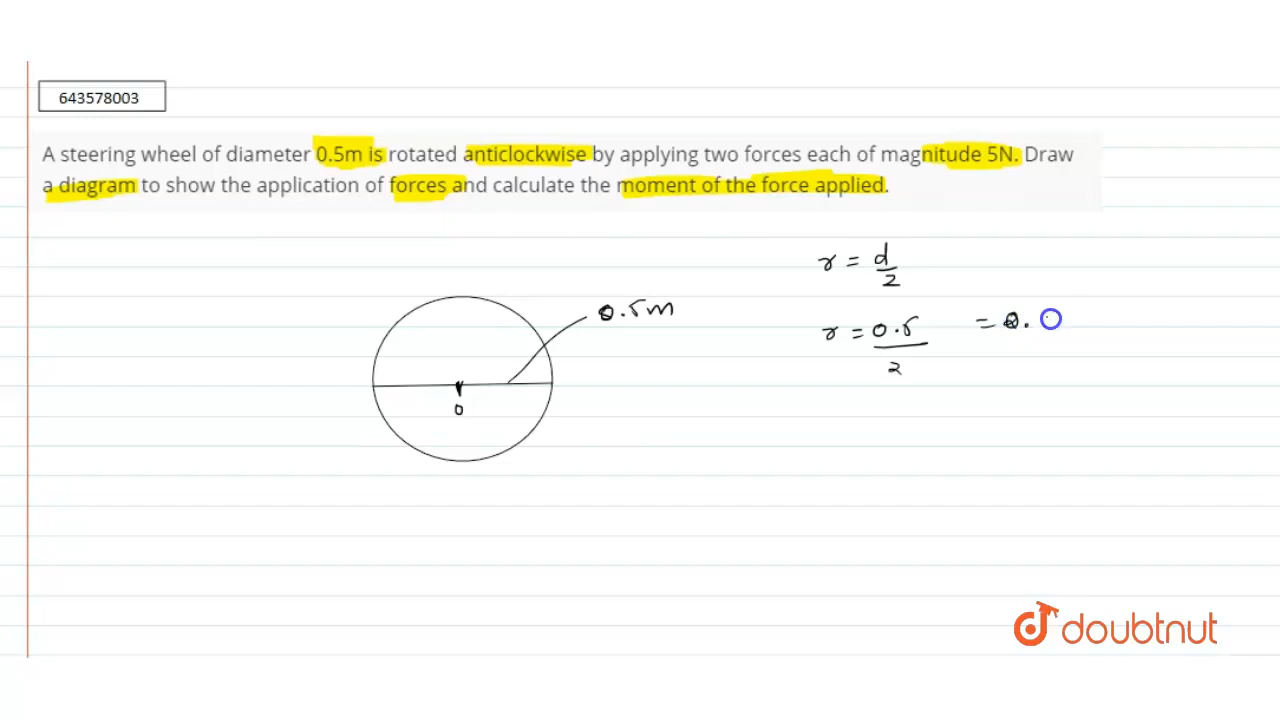 643578003
A steering wheel of diameter 0.5m is rotated anticlockwise by applying two forces each of magnitude 5N. Draw
a diagram to show the application of forces and calculate the moment of the force applied.
r = d/2
0.5m
r = 0.5/2 = 0.
0
doubtnut